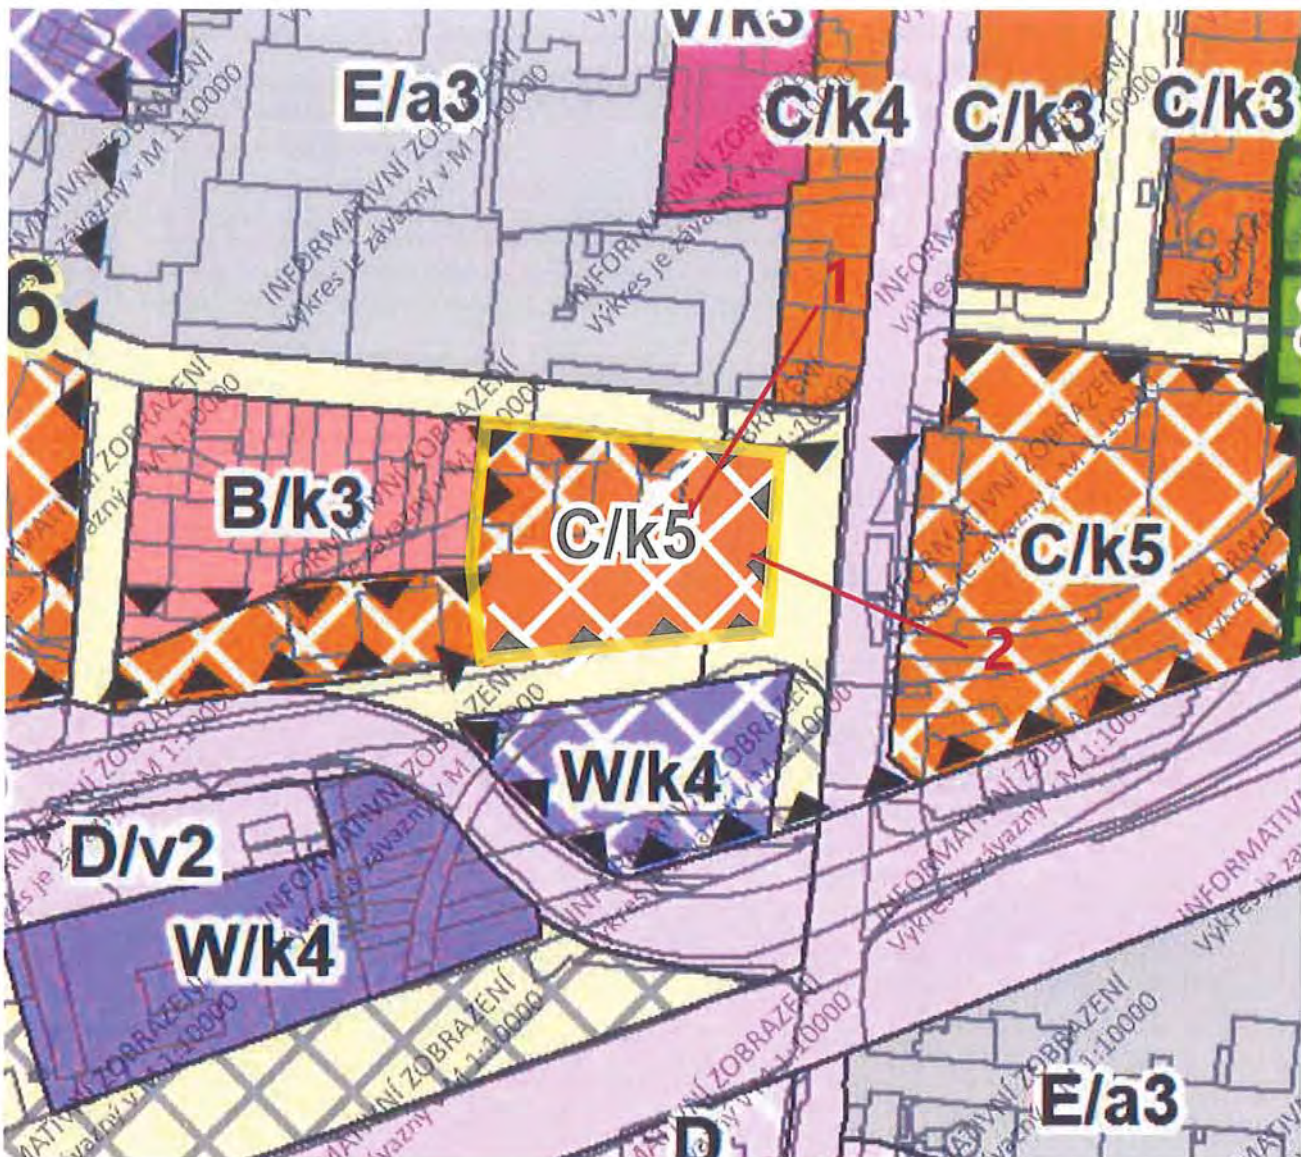 V/k3
E/a3
C/k4
C/k3
C/k3
1
6
B/k3
C/k5
C/k5
2
W/k4
D/v2
W/k4
E/a3
D
INFORMATIVNÍ ZOBRAZENÍ
Výkres je závazný v M 1:10000